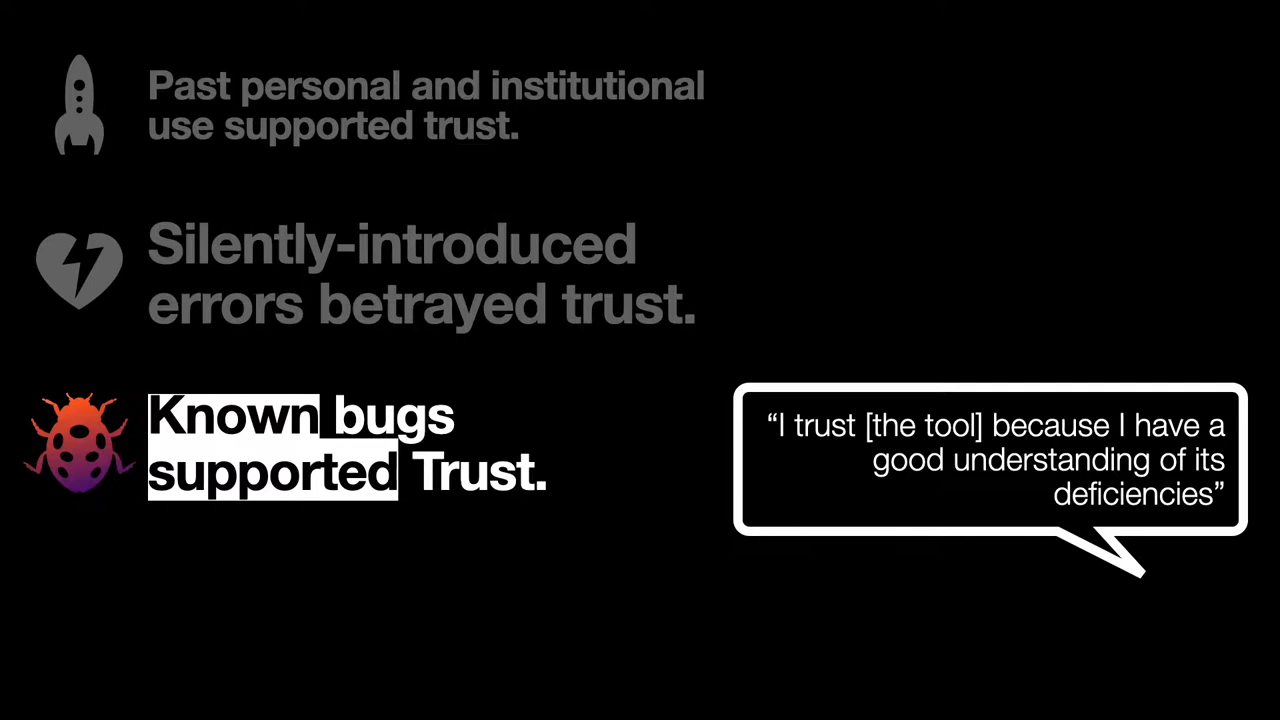 Past personal and institutional
use supported trust.
Silently-introduced
errors betrayed trust.
Known bugs
supported Trust.
“I trust [the tool] because I have a
good understanding of its
deficiencies”